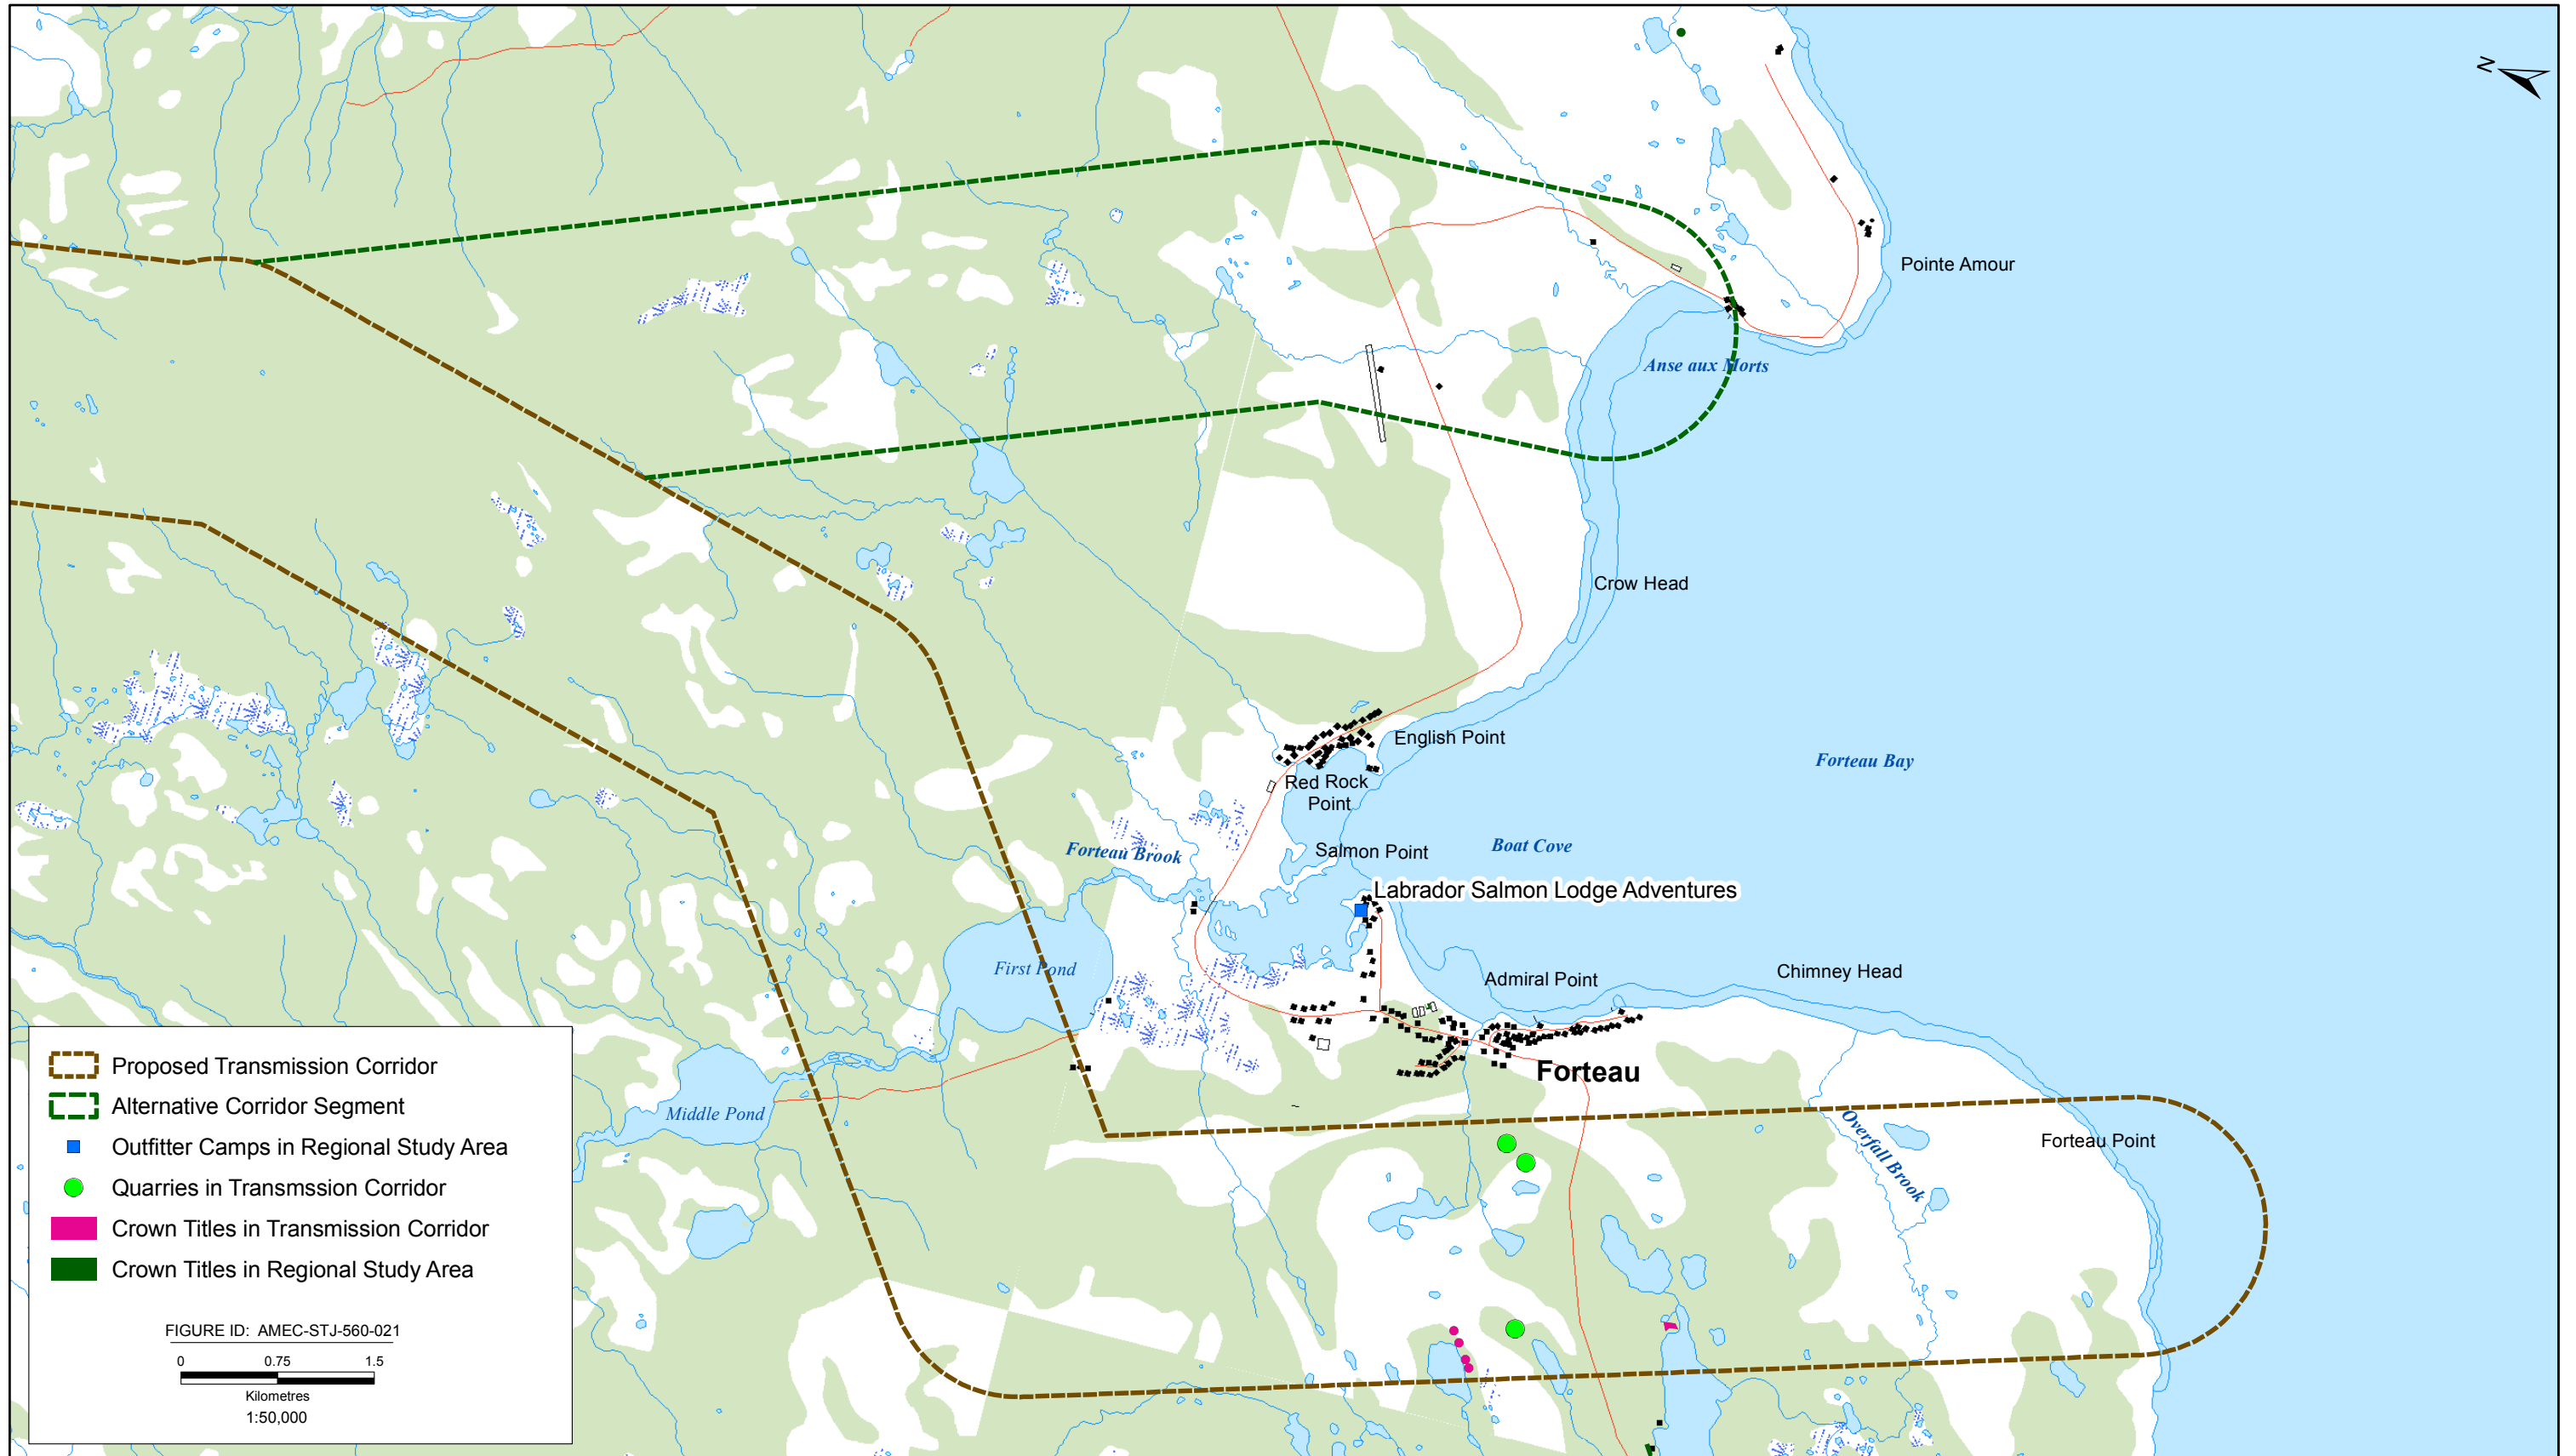 N
Pointe Amour
Anse aux Morts
Crow Head
English Point
Forteau Bay
Red Rock
Point
Forteau Brook
Salmon Point
Boat Cove
Labrador Salmon Lodge Adventures
First Pond
Admiral Point
Chimney Head
Forteau
Middle Pond
Overfall Brook
Forteau Point
Proposed Transmission Corridor
Alternative Corridor Segment
Outfitter Camps in Regional Study Area
Quarries in Transmssion Corridor
Crown Titles in Transmission Corridor
Crown Titles in Regional Study Area
FIGURE ID: AMEC-STJ-560-021
0 0.75 1.5
Kilometres
1:50,000